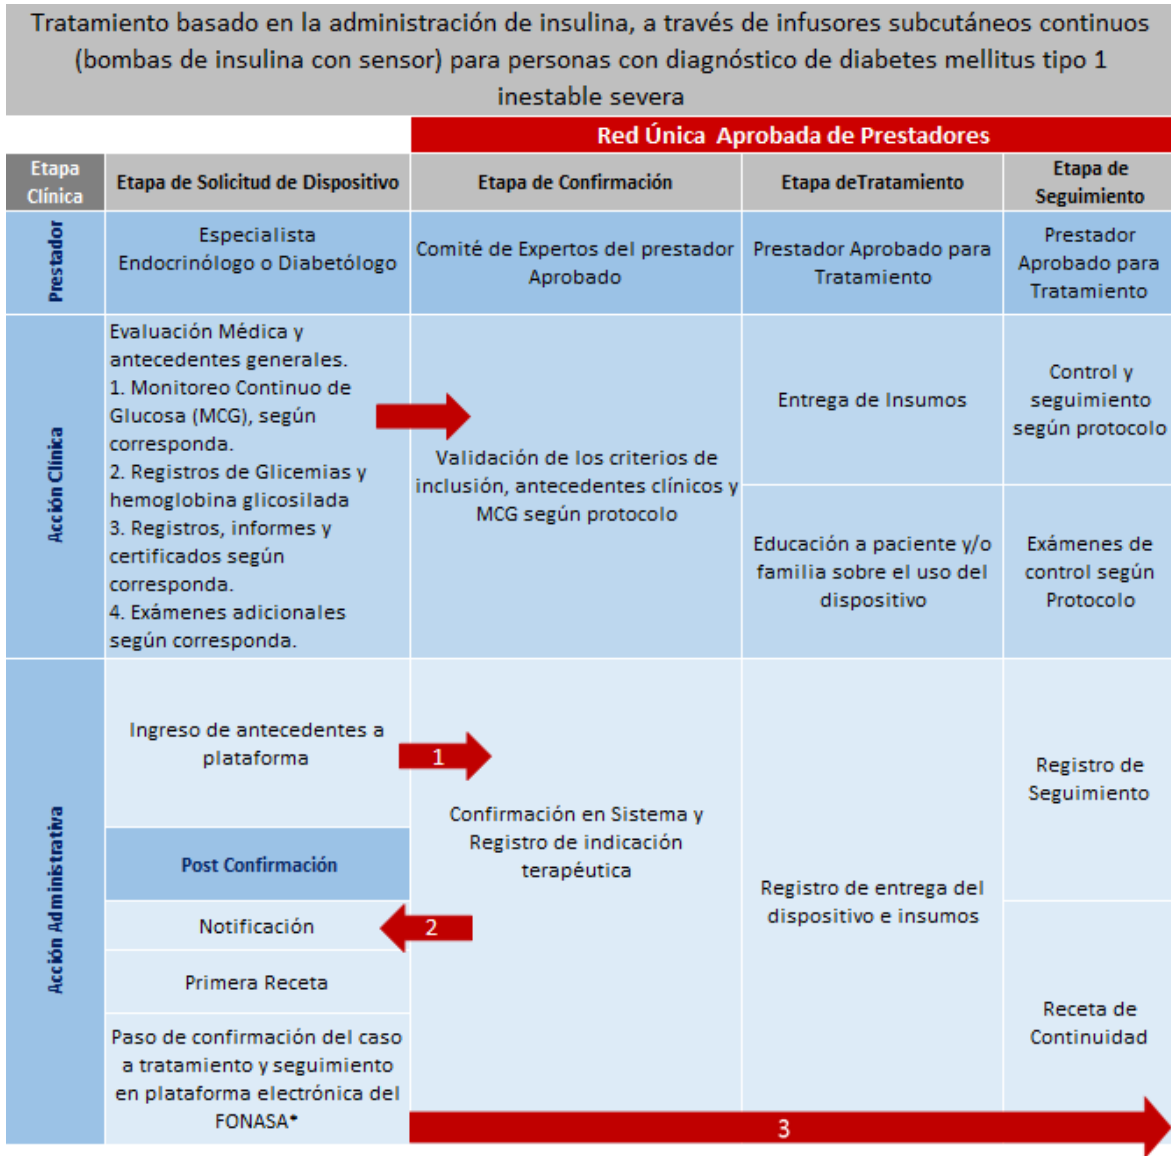 Tratamiento basado en la administración de insulina, a través de infusores subcutáneos continuos
(bombas de insulina con sensor) para personas con diagnóstico de diabetes mellitus tipo 1
inestable severa
Red Única Aprobada de Prestadores
Etapa
Clínica
Etapa de Solicitud de Dispositivo
Etapa de Confirmación
Etapa deTratamiento
Etapa de
Seguimiento
Prestador
Especialista
Endocrinólogo o Diabetólogo
Comité de Expertos del prestador
Aprobado
Prestador Aprobado para
Tratamiento
Prestador
Aprobado para
Tratamiento
Acción Clínica
Evaluación Médica y
antecedentes generales.
1. Monitoreo Continuo de
Glucosa (MCG), según
corresponda.
2. Registros de Glicemias y
hemoglobina glicosilada
3. Registros, informes y
certificados según
corresponda.
4. Exámenes adicionales
según corresponda.
Validación de los criterios de
inclusión, antecedentes clínicos y
MCG según protocolo
Entrega de Insumos
Control y
seguimiento
según protocolo
Educación a paciente y/o
familia sobre el uso del
dispositivo
Exámenes de
control según
Protocolo
Acción Administrativa
Ingreso de antecedentes a
plataforma
1
Confirmación en Sistema y
Registro de indicación
terapéutica
Registro de entrega del
dispositivo e insumos
Registro de
Seguimiento
Post Confirmación
Notificación
2
Primera Receta
Receta de
Continuidad
Paso de confirmación del caso
a tratamiento y seguimiento
en plataforma electrónica del
FONASA*
3